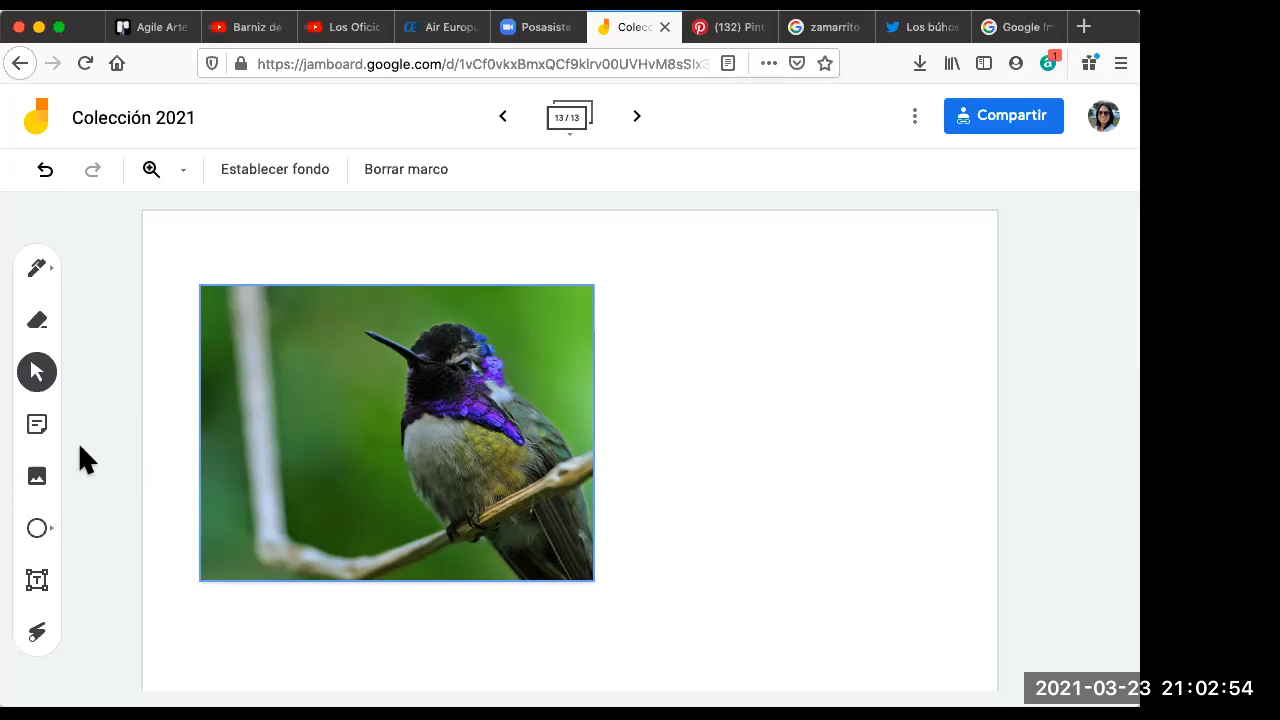 Agile Arte
Barniz de
Los Oficio
Air Europa
Posasiste
Colecc
(132) Pint
zamarrito
Los búhos
Google Im
https://jamboard.google.com/d/1vCf0vkxBmxQCf9klrv00UVHvM8sSlx3
1
Colección 2021
13 / 13
Compartir
Establecer fondo
Borrar marco
2021-03-23 21:02:54